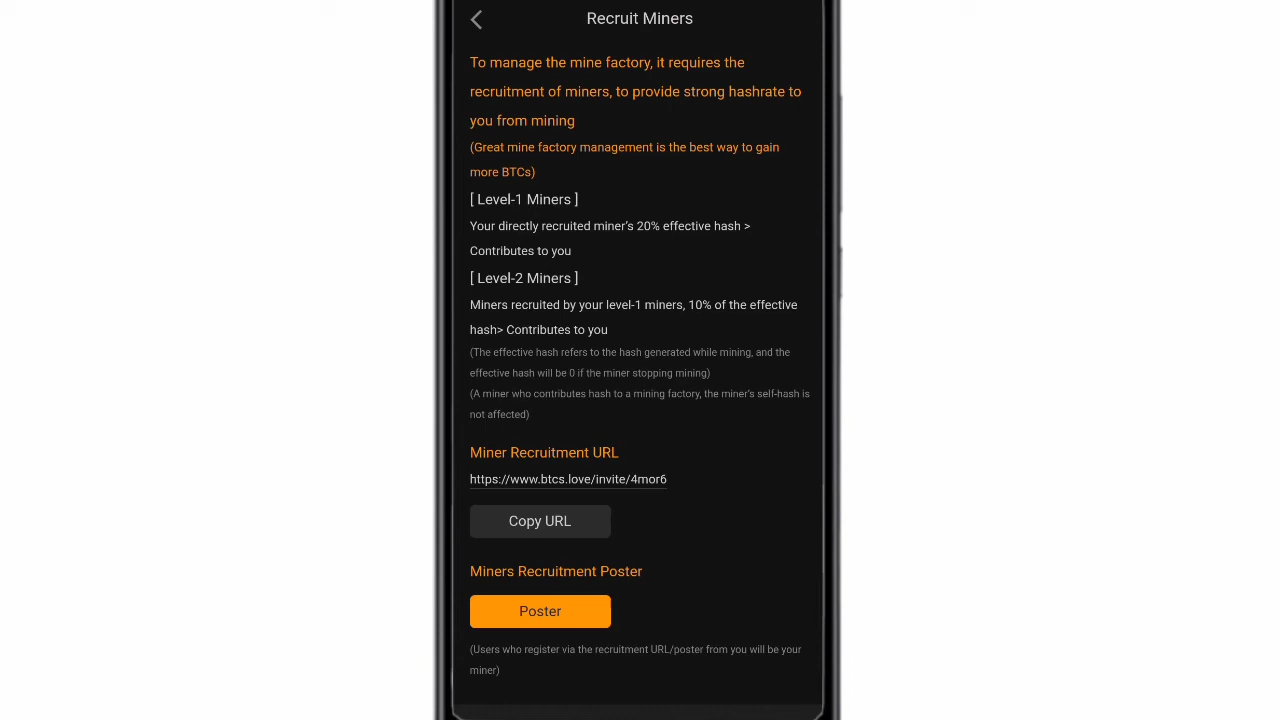 Recruit Miners
To manage the mine factory, it requires the
recruitment of miners, to provide strong hashrate to
you from mining
(Great mine factory management is the best way to gain
more BTCs)
[ Level-1 Miners ]
Your directly recruited miner's 20% effective hash >
Contributes to you
[ Level-2 Miners ]
Miners recruited by your level-1 miners, 10% of the effective
hash> Contributes to you
(The effective hash refers to the hash generated while mining, and the
effective hash will be 0 if the miner stopping mining)
(A miner who contributes hash to a mining factory, the miner's self-hash is
not affected)
Miner Recruitment URL
https://www.btcs.love/invite/4mor6
Copy URL
Miners Recruitment Poster
Poster
(Users who register via the recruitment URL/poster from you will be your
miner)